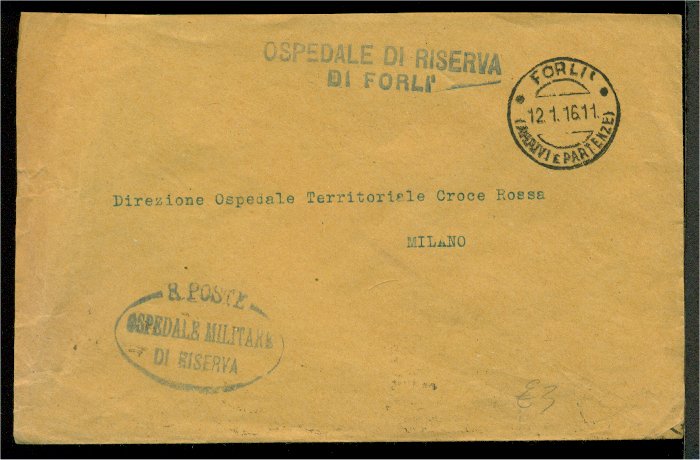 OSPEDALE DI RISERVA
DI FORLI'
FORLI'
12.1.16.11.
(ARRIVI E PARTENZE)
Direzione Ospedale Territoriale Croce Rossa
MILANO
R. POSTE
OSPEDALE MILITARE
DI RISERVA
£3